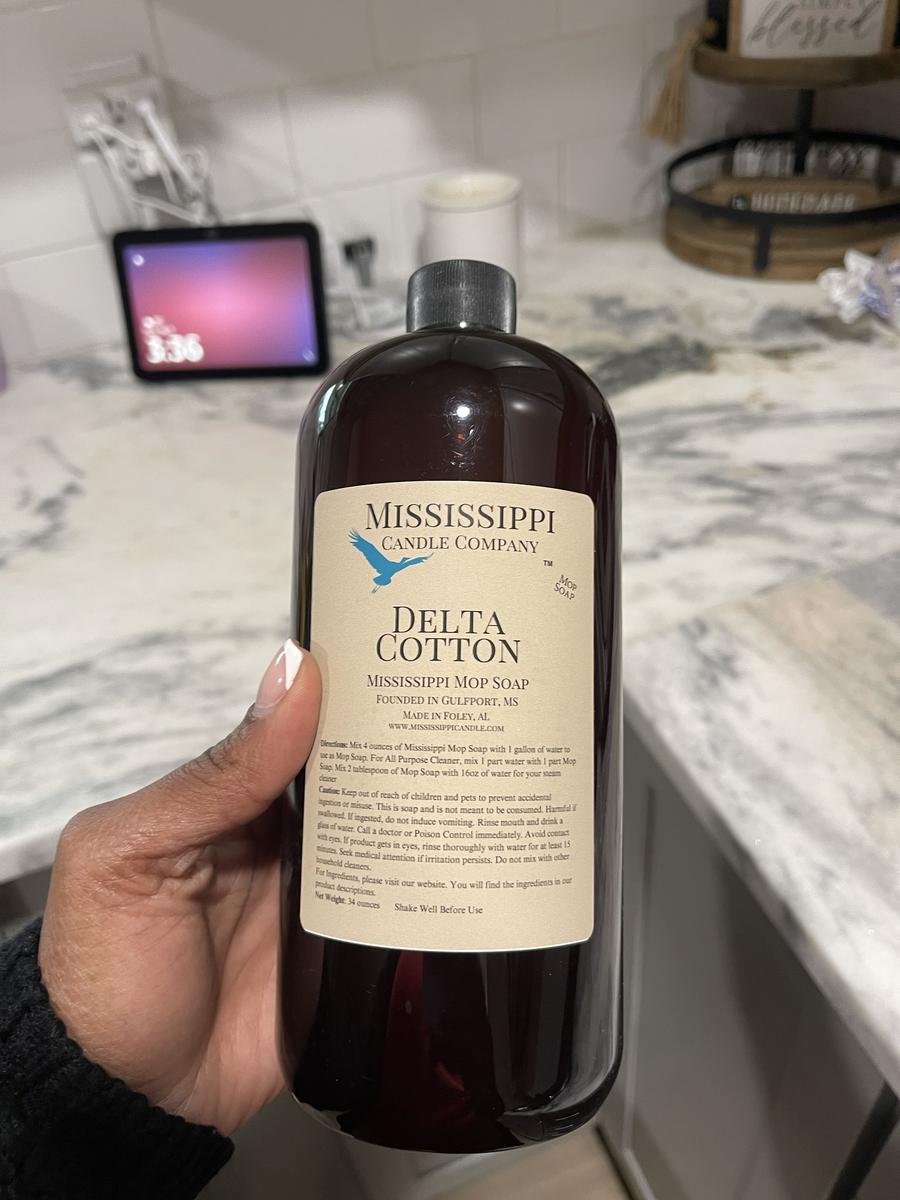 blessed
3:36
MISSISSIPPI
CANDLE COMPANY
TM
MOP
SOAP
DELTA
COTTON
MISSISSIPPI MOP SOAP
FOUNDED IN GULFPORT, MS
MADE IN FOLEY, AL
WWW.MISSISSIPPICANDLE.COM
Directions: Mix 4 ounces of Mississippi Mop Soap with 1 gallon of water to
use as Mop Soap. For All Purpose Cleaner, mix 1 part water with 1 part Mop
Soap. Mix 2 tablespoon of Mop Soap with 16oz of water for your steam
cleaner
Caution: Keep out of reach of children and pets to prevent accidental
ingestion or misuse. This is soap and is not meant to be consumed. Harmful if
swallowed. If ingested, do not induce vomiting. Rinse mouth and drink a
glass of water. Call a doctor or Poison Control immediately. Avoid contact
with eyes. If product gets in eyes, rinse thoroughly with water for at least 15
minutes. Seek medical attention if irritation persists. Do not mix with other
household cleaners.
For Ingredients, please visit our website. You will find the ingredients in our
product descriptions.
Net Weight: 34 ounces Shake Well Before Use